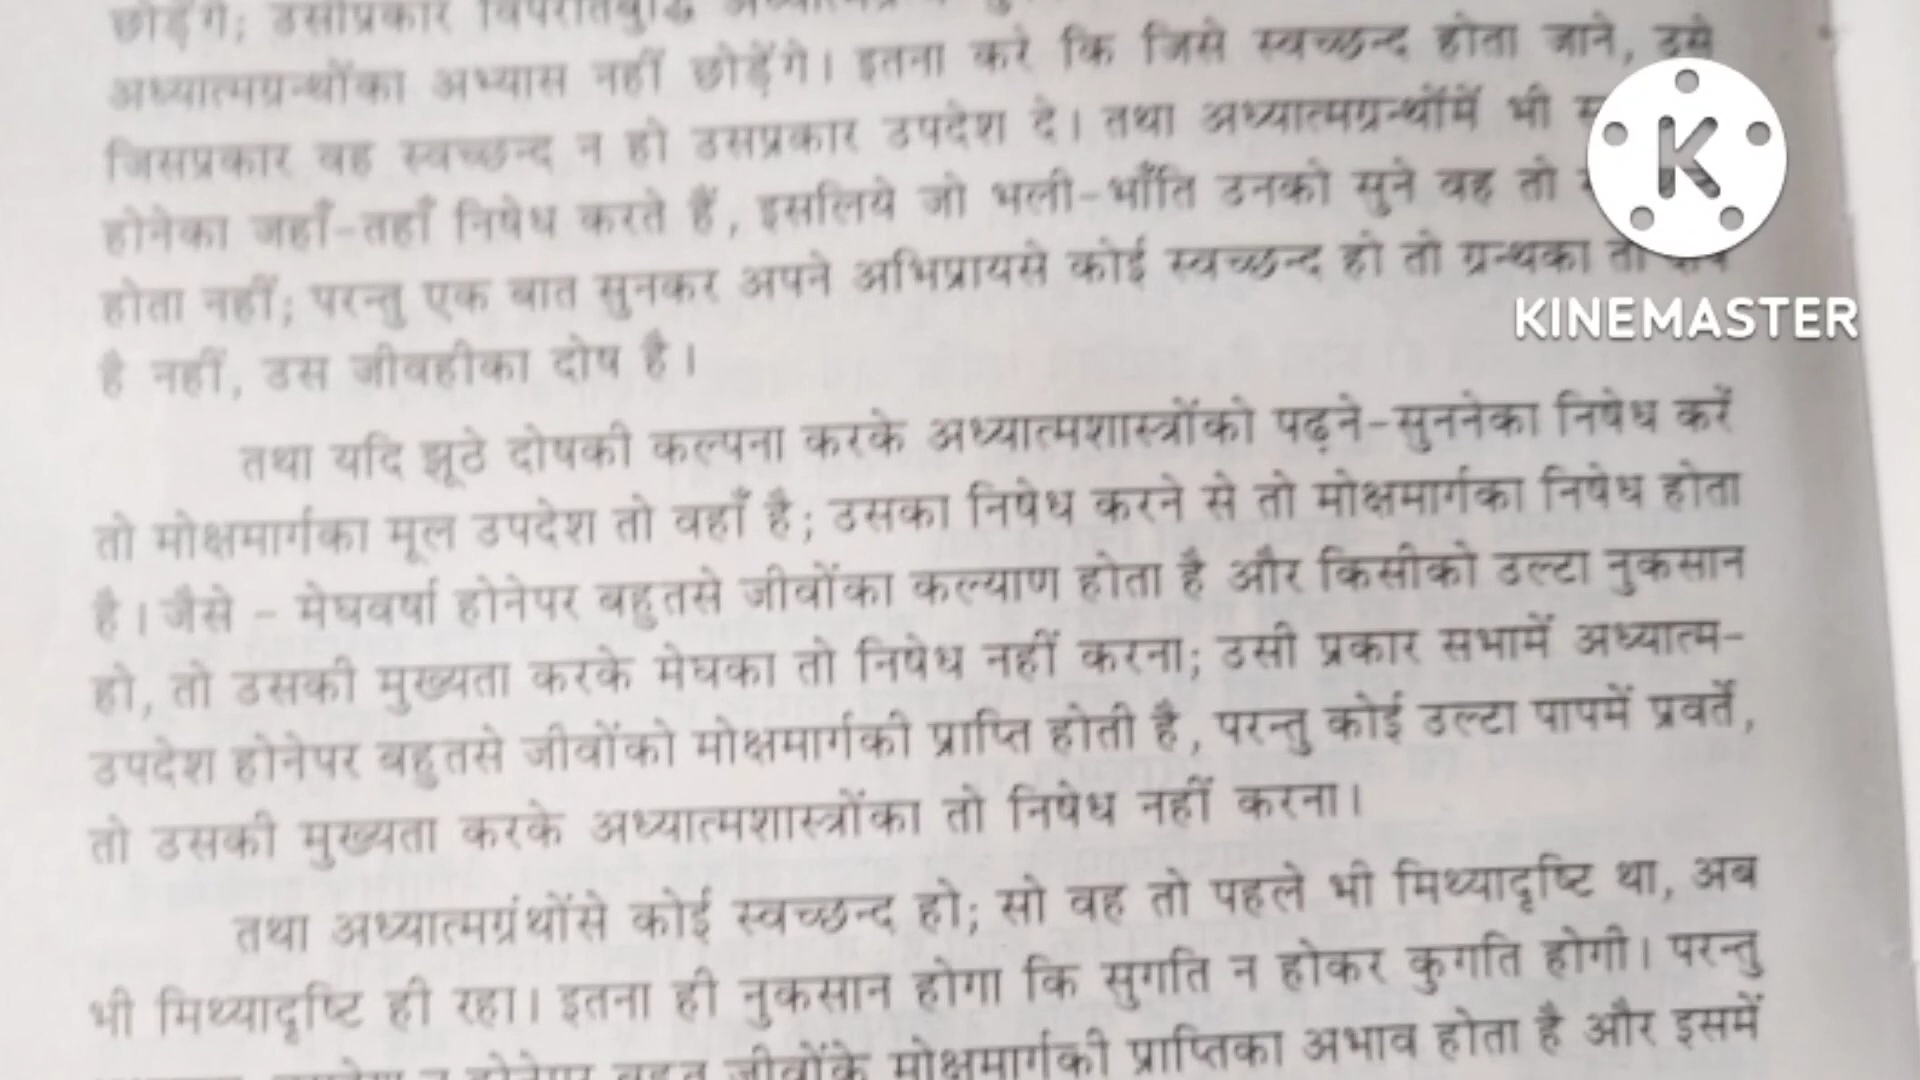 छोड़ेंगे; उसीप्रकार विपरीतबुद्धि
अध्यात्मग्रन्थोंका अभ्यास नहीं छोड़ेंगे। इतना करे कि जिसे स्वच्छन्द होता जाने, उसे
जिसप्रकार वह स्वच्छन्द न हो उसप्रकार उपदेश दे। तथा अध्यात्मग्रन्थोंमें भी
होनेका जहाँ-तहाँ निषेध करते हैं, इसलिये जो भली-भाँति उनको सुने वह तो
होता नहीं; परन्तु एक बात सुनकर अपने अभिप्रायसे कोई स्वच्छन्द हो तो ग्रन्थका तो
है नहीं, उस जीवहीका दोष है।
तथा यदि झूठे दोषकी कल्पना करके अध्यात्मशास्त्रोंको पढ़ने-सुननेका निषेध करें
तो मोक्षमार्गका मूल उपदेश तो वहाँ है; उसका निषेध करने से तो मोक्षमार्गका निषेध होता
है। जैसे - मेघवर्षा होनेपर बहुतसे जीवोंका कल्याण होता है और किसीको उल्टा नुकसान
हो, तो उसकी मुख्यता करके मेघका तो निषेध नहीं करना; उसी प्रकार सभामें अध्यात्म-
उपदेश होनेपर बहुतसे जीवोंको मोक्षमार्गकी प्राप्ति होती है, परन्तु कोई उल्टा पापमें प्रवर्ते,
तो उसकी मुख्यता करके अध्यात्मशास्त्रोंका तो निषेध नहीं करना।
तथा अध्यात्मग्रंथोंसे कोई स्वच्छन्द हो; सो वह तो पहले भी मिथ्यादृष्टि था, अब
भी मिथ्यादृष्टि ही रहा। इतना ही नुकसान होगा कि सुगति न होकर कुगति होगी। परन्तु
न होनेपर बहुत जीवोंके मोक्षमार्गकी प्राप्तिका अभाव होता है और इसमें
K
KINEMASTER